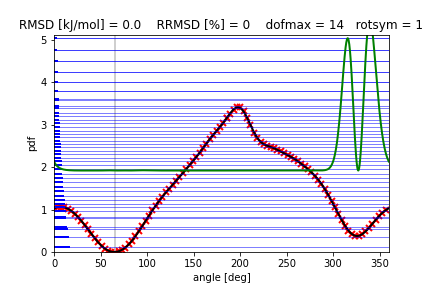 RMSD [kJ/mol] = 0.0    RRMSD [%] = 0    dofmax = 14   rotsym = 1
5
4
3
2
1
0
pdf
0 50 100 150 200 250 300 350
angle [deg]